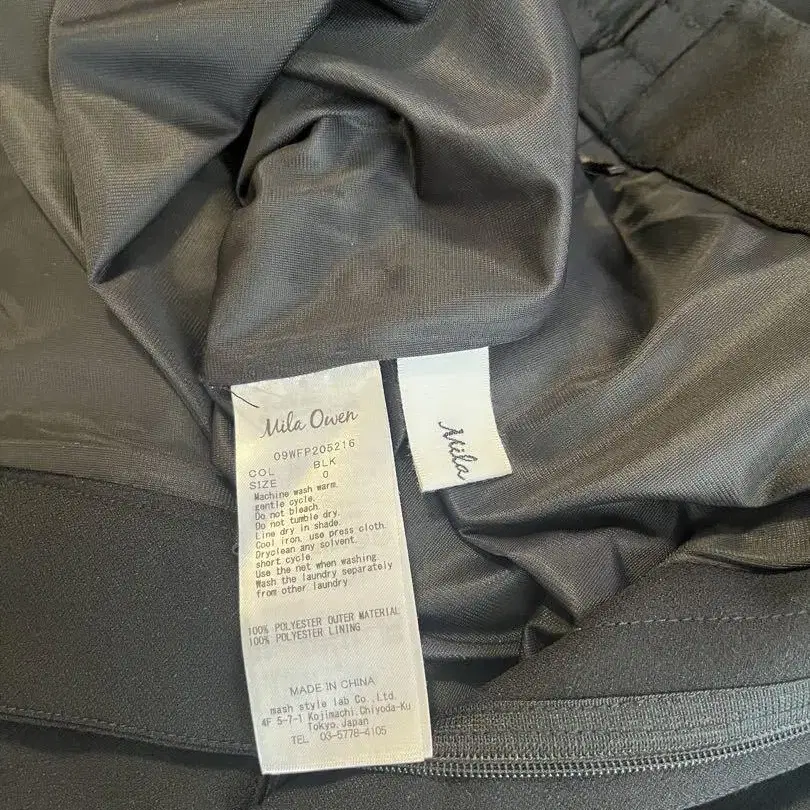 Mila Owen
09WFP205216
COL BLK
SIZE 0
Machine wash warm.
gentle cycle.
Do not bleach.
Do not tumble dry.
Line dry in shade.
Cool iron, use press cloth.
Dryclean any solvent.
short cycle.
Use the net when washing.
Wash the laundry separately
from other laundry
100% POLYESTER OUTER MATERIAL
100% POLYESTER LINING
MADE IN CHINA
mash style lab Co.,Ltd.
4F 5-7-1 Kojimachi,Chiyoda-Ku
Tokyo,Japan
TEL 03-5778-4105
Mila